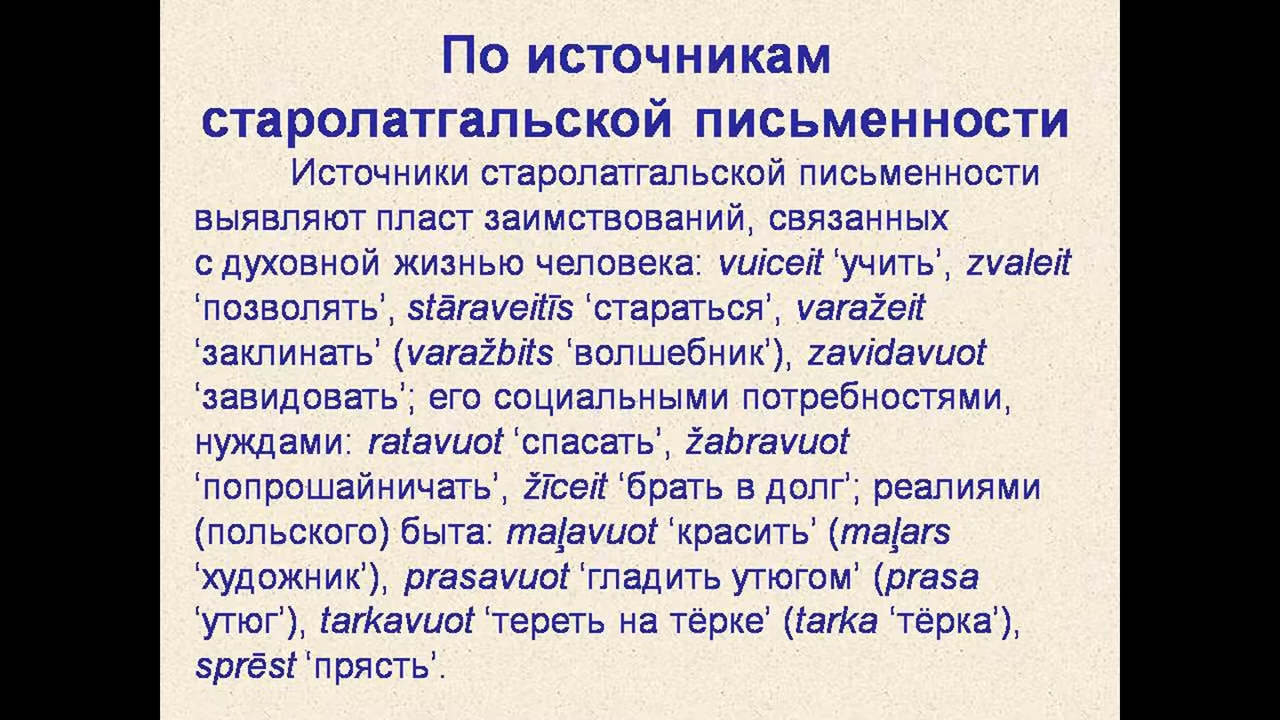 По источникам
старолатгальской письменности
Источники старолатгальской письменности
выявляют пласт заимствований, связанных
с духовной жизнью человека: vuiceit ‘учить’, zvaleit
‘позволять’, stāraveitīs ‘стараться’, varažeit
‘заклинать’ (varažbits ‘волшебник’), zavidavuot
‘завидовать’; его социальными потребностями,
нуждами: ratavuot ‘спасать’, žabravuot
‘попрошайничать’, žīceit ‘брать в долг’; реалиями
(польского) быта: maļavuot ‘красить’ (maļars
‘художник’), prasavuot ‘гладить утюгом’ (prasa
‘утюг’), tarkavuot ‘тереть на тёрке’ (tarka ‘тёрка’),
sprēst ‘прясть’.